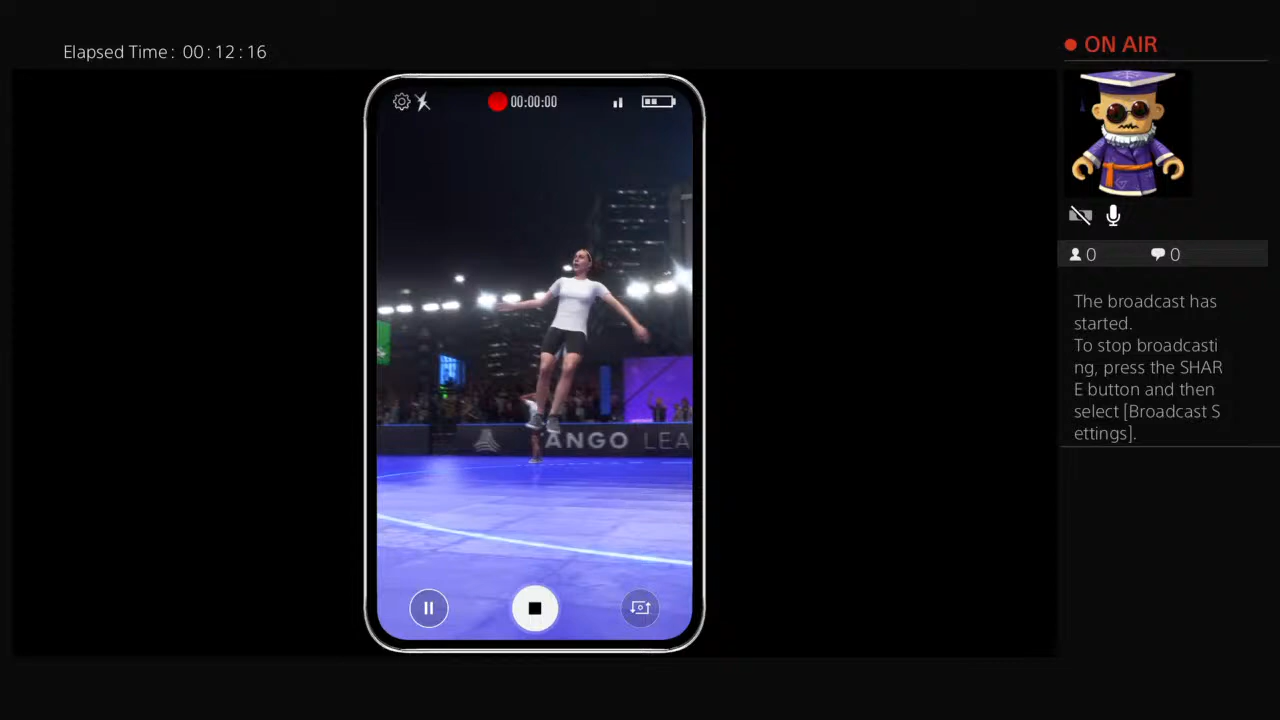 Elapsed Time: 00:12:16
ON AIR
00:00:00
0
0
The broadcast has
started.
To stop broadcasti
ng, press the SHAR
E button and then
select [Broadcast S
ettings].
ANGO LEA